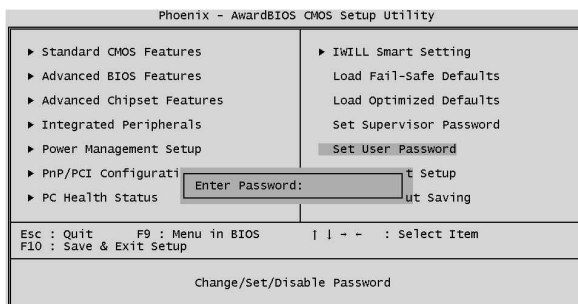 Phoenix - AwardBIOS CMOS Setup Utility
▶ Standard CMOS Features
▶ Advanced BIOS Features
▶ Advanced Chipset Features
▶ Integrated Peripherals
▶ Power Management Setup
▶ PnP/PCI Configurati
▶ PC Health Status
▶ IWILL Smart Setting
Load Fail-Safe Defaults
Load Optimized Defaults
Set Supervisor Password
Set User Password
t Setup
ut Saving
Enter Password:
Esc : Quit F9 : Menu in BIOS ↑ ↓ → ← : Select Item
F10 : Save & Exit Setup
Change/Set/Disable Password